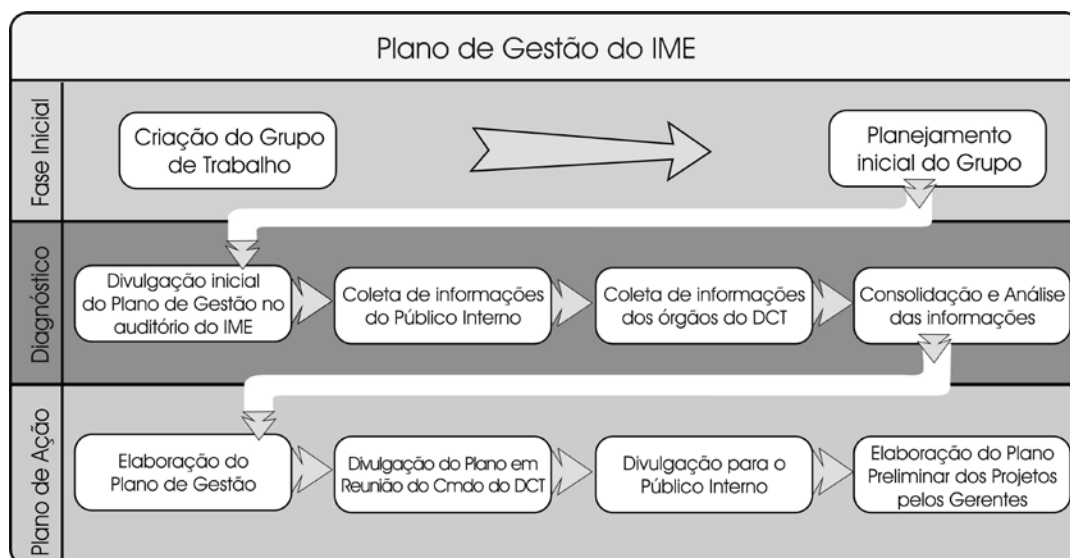 Plano de Gestão do IME
Fase Inicial
Criação do Grupo
de Trabalho
Planejamento
inicial do Grupo
Diagnóstico
Divulgação inicial
do Plano de Gestão no
auditório do IME
Coleta de informações
do Público Interno
Coleta de informações
dos órgãos do DCT
Consolidação e Análise
das informações
Plano de Ação
Elaboração do
Plano de Gestão
Divulgação do Plano em
Reunião do Cmdo do DCT
Divulgação para o
Público Interno
Elaboração do Plano
Preliminar dos Projetos
pelos Gerentes